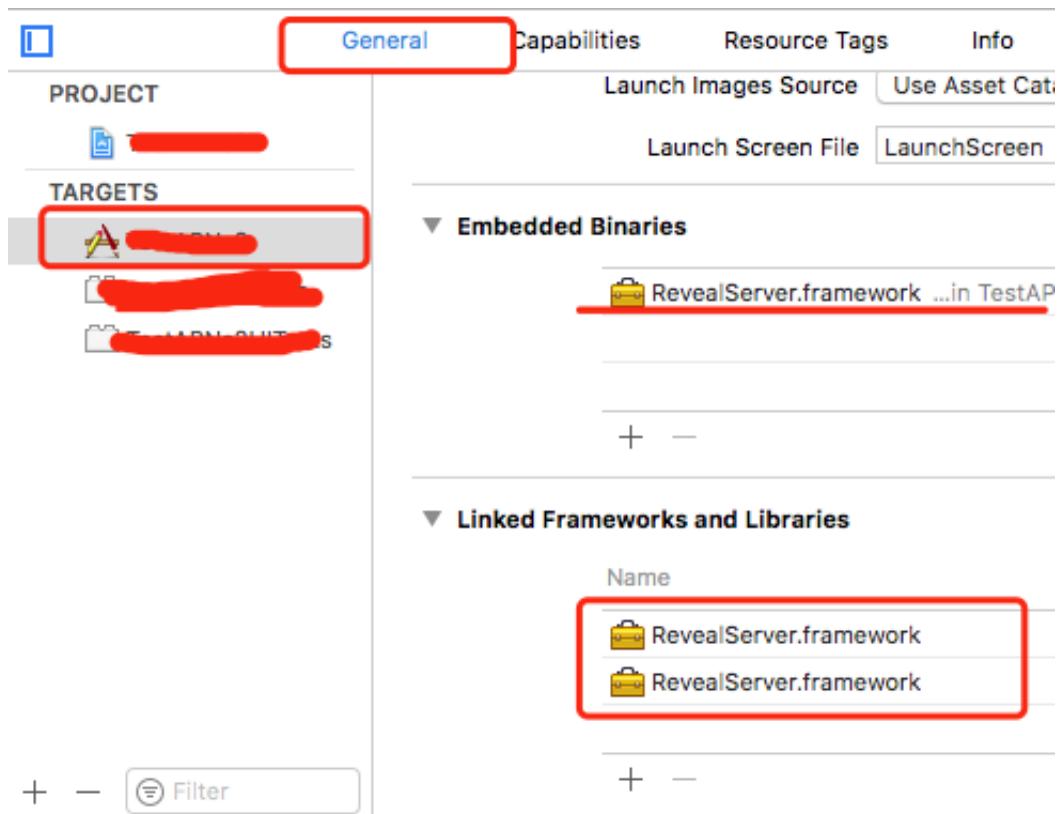 General Capabilities Resource Tags Info
PROJECT
Launch Images Source Use Asset Cata
Launch Screen File LaunchScreen
TARGETS
Embedded Binaries
RevealServer.framework ...in TestAP
Linked Frameworks and Libraries
Name
RevealServer.framework
RevealServer.framework
Filter